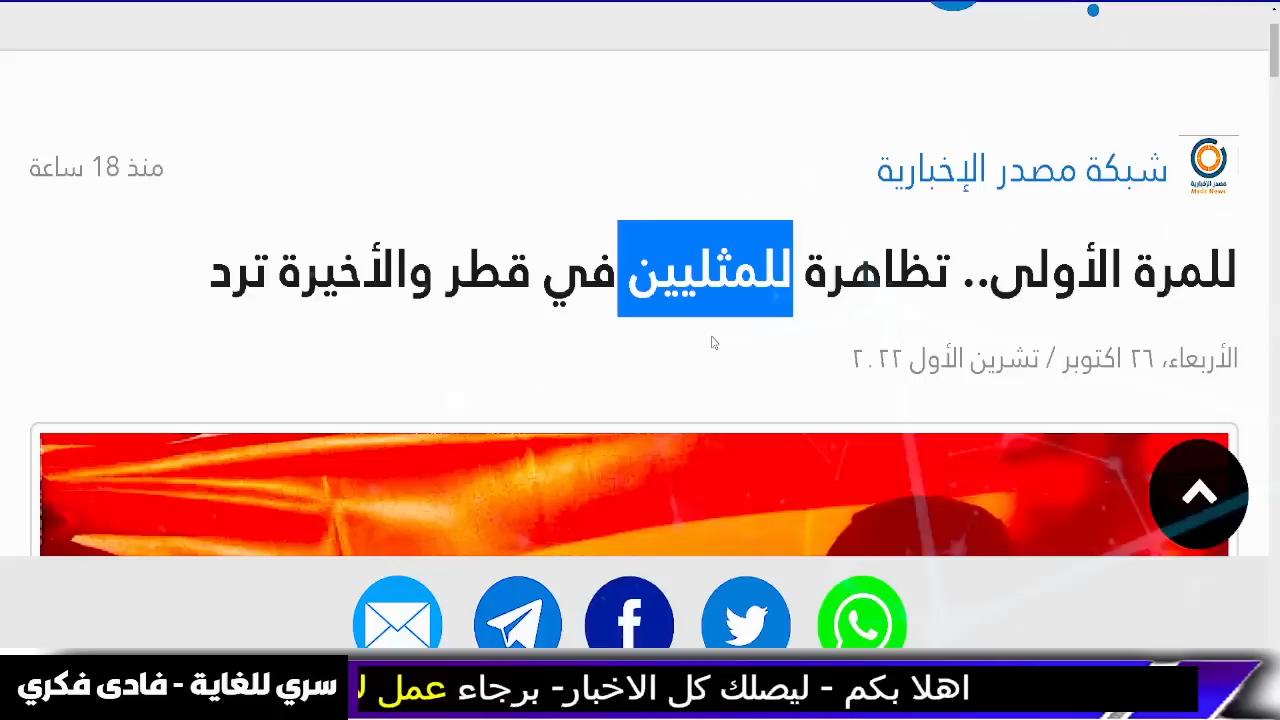 شبكة مصدر الإخبارية
منذ 18 ساعة
للمرة الأولى.. تظاهرة للمثليين في قطر والأخيرة ترد
الأربعاء، ٢٦ اكتوبر / تشرين الأول ٢٠٢٢
اهلا بكم - ليصلك كل الاخبار- برجاء عمل
سري للغاية - فادى فكري